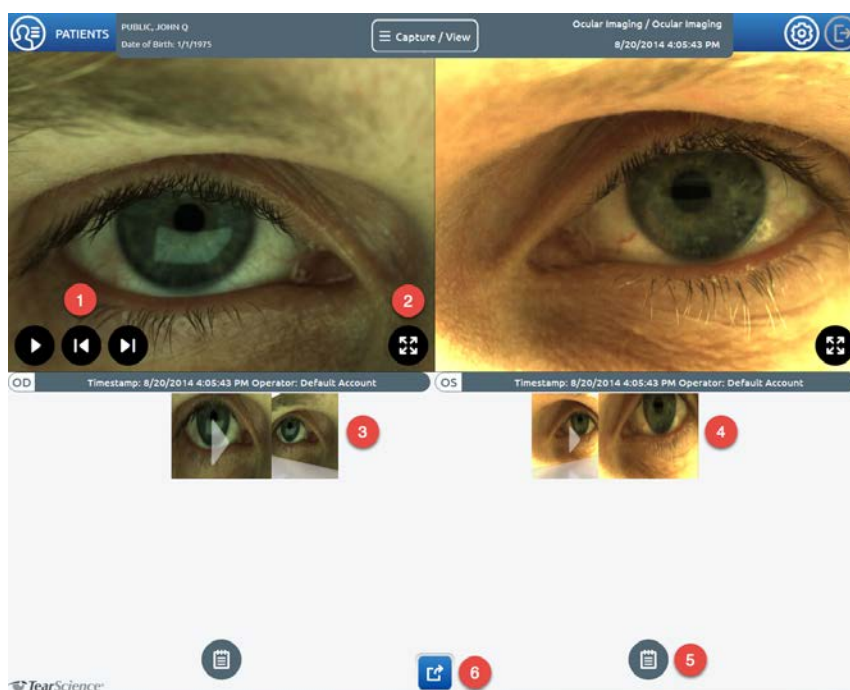 PATIENTS
PUBLIC, JOHN Q
Date of Birth: 1/1/1975
Capture / View
Ocular Imaging / Ocular Imaging
8/20/2014 4:05:43 PM
1
2
OD
Timestamp: 8/20/2014 4:05:43 PM Operator: Default Account
OS
Timestamp: 8/20/2014 4:05:43 PM Operator: Default Account
3
4
5
6
TearScience